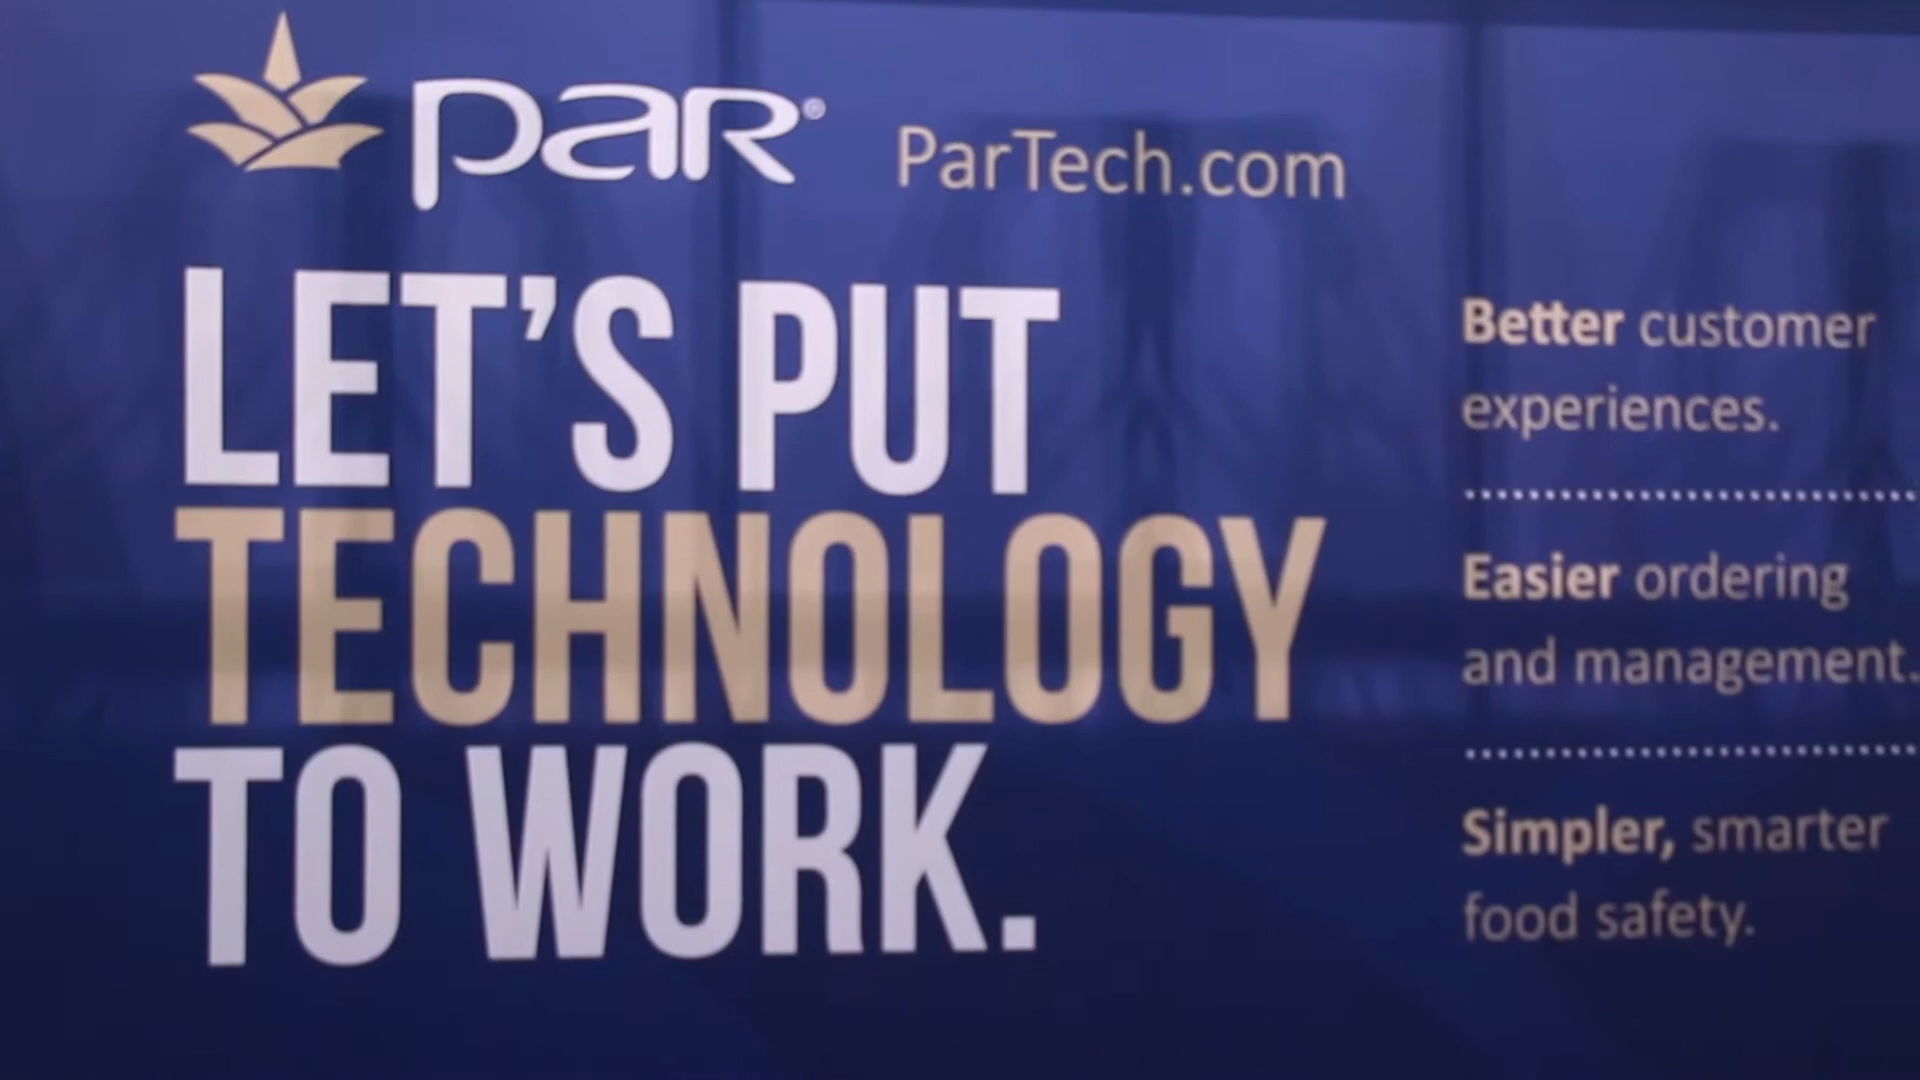 par® ParTech.com
LET'S PUT
TECHNOLOGY
TO WORK.
Better customer
experiences.
Easier ordering
and management.
Simpler, smarter
food safety.